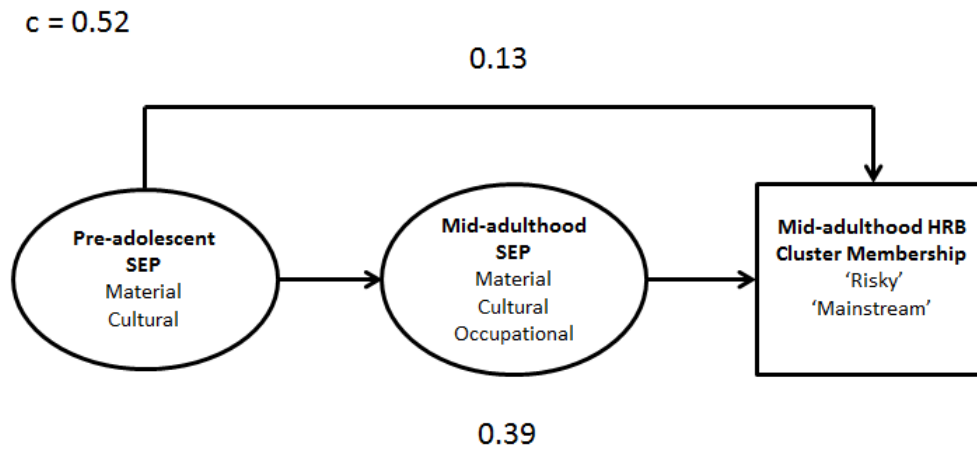 c = 0.52
0.13
Pre-adolescent
SEP
Material
Cultural
Mid-adulthood
SEP
Material
Cultural
Occupational
Mid-adulthood HRB
Cluster Membership
‘Risky’
‘Mainstream’
0.39